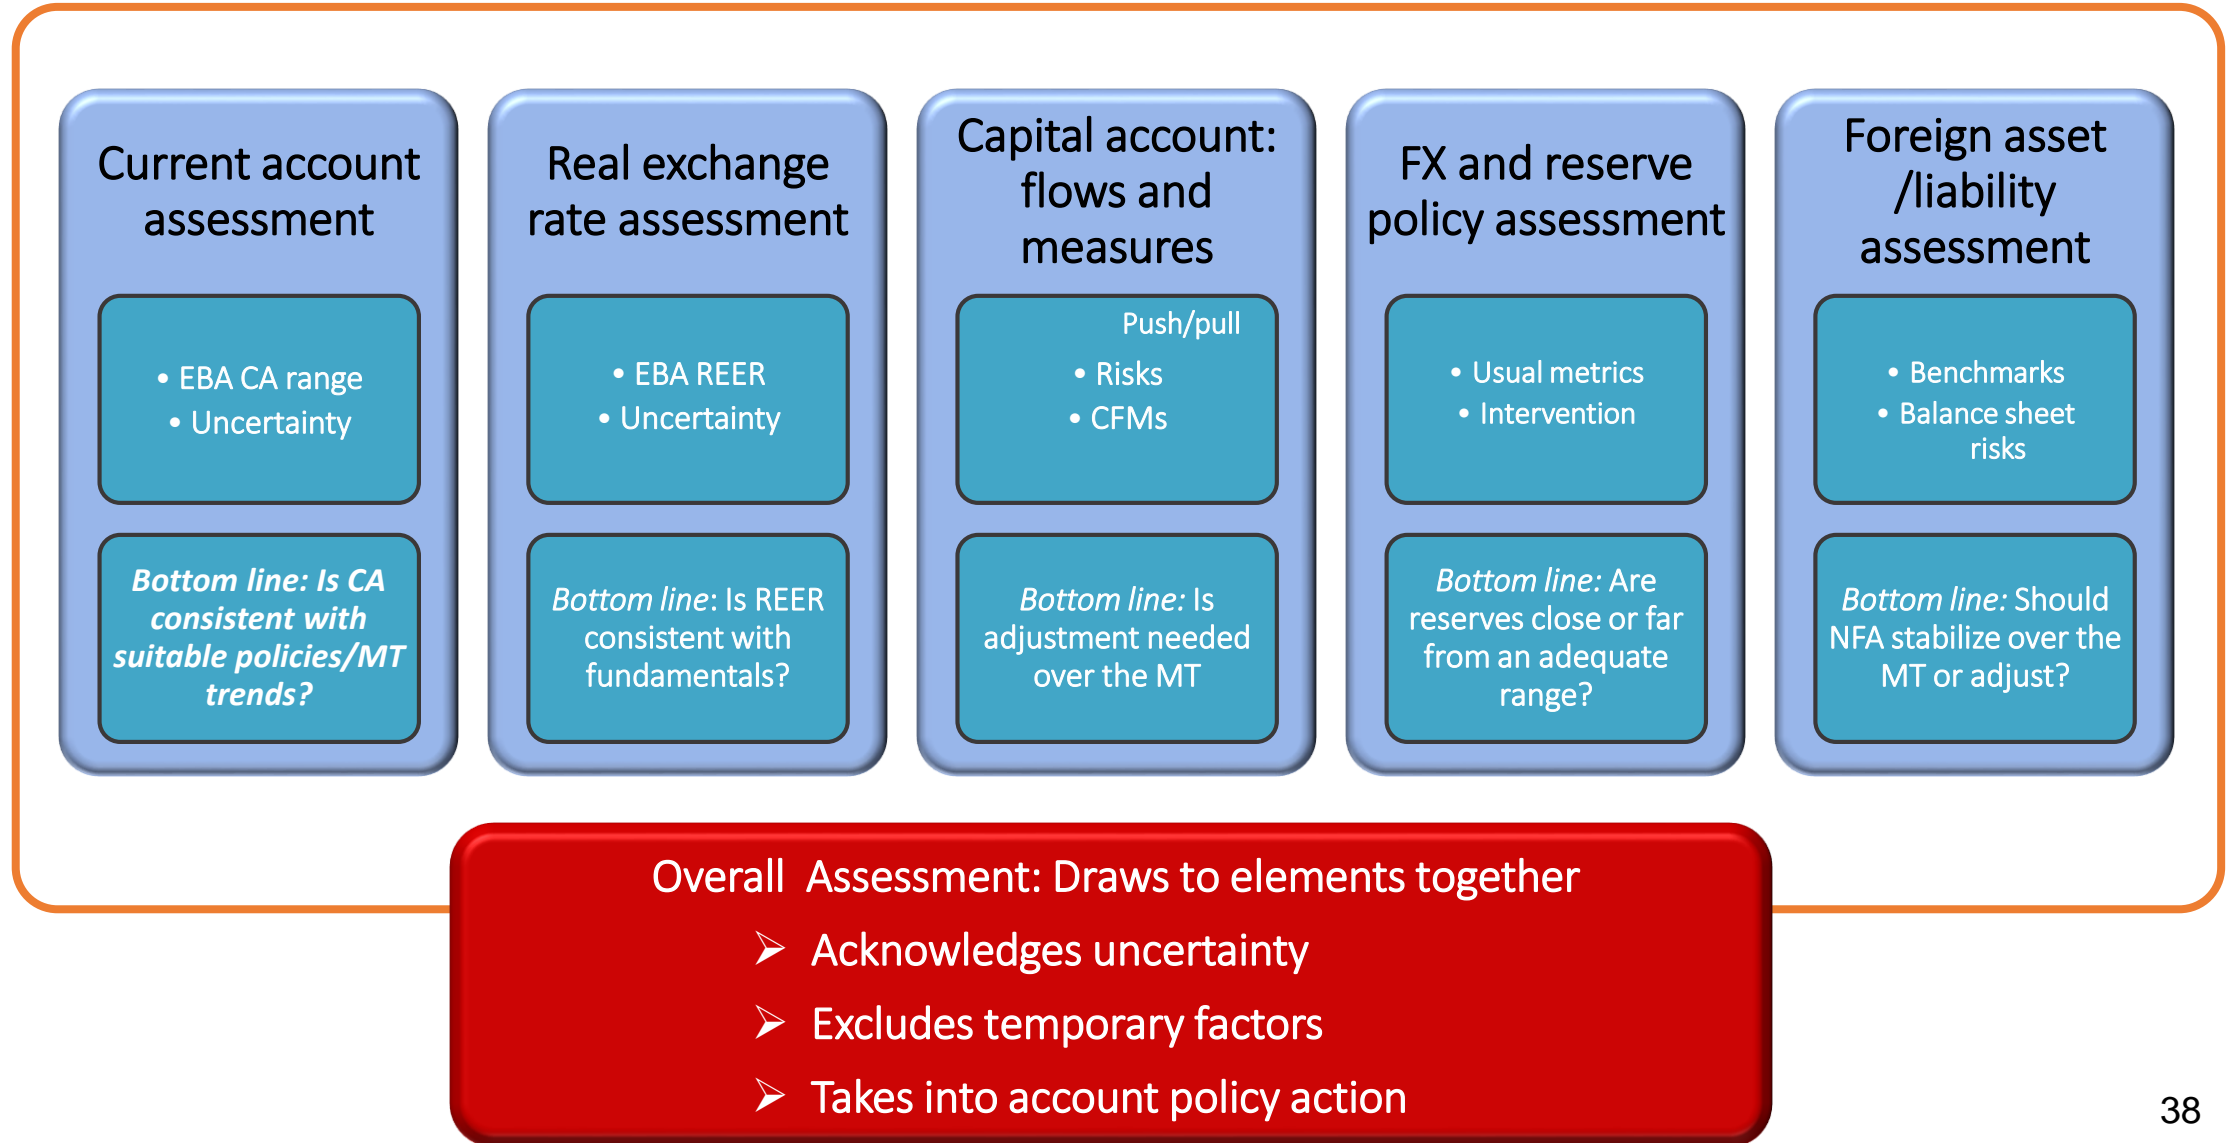 Current account
assessment
• EBA CA range
• Uncertainty
Bottom line: Is CA
consistent with
suitable policies/MT
trends?
Real exchange
rate assessment
• EBA REER
• Uncertainty
Bottom line: Is REER
consistent with
fundamentals?
Capital account:
flows and
measures
Push/pull
• Risks
• CFMs
Bottom line: Is
adjustment needed
over the MT
FX and reserve
policy assessment
• Usual metrics
• Intervention
Bottom line: Are
reserves close or far
from an adequate
range?
Foreign asset
/liability
assessment
• Benchmarks
• Balance sheet
risks
Bottom line: Should
NFA stabilize over the
MT or adjust?
Overall Assessment: Draws to elements together
➢ Acknowledges uncertainty
➢ Excludes temporary factors
➢ Takes into account policy action
38